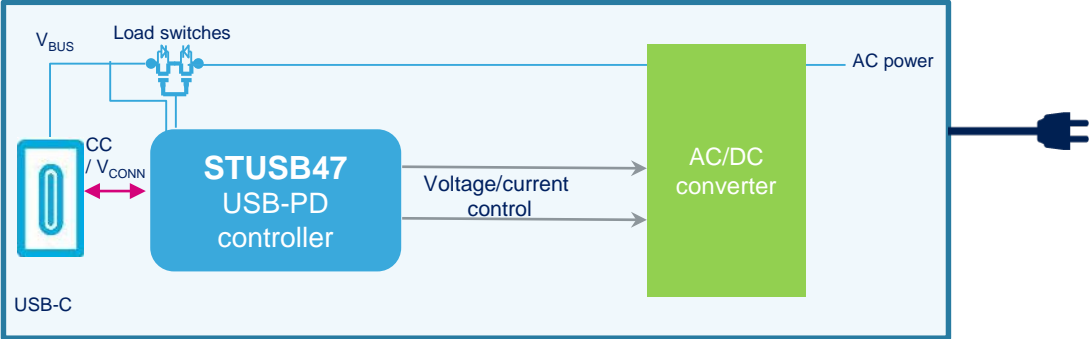 Load switches
VBUS
AC power
CC
/ VCONN
STUSB47
USB-PD
controller
Voltage/current
control
AC/DC
converter
USB-C